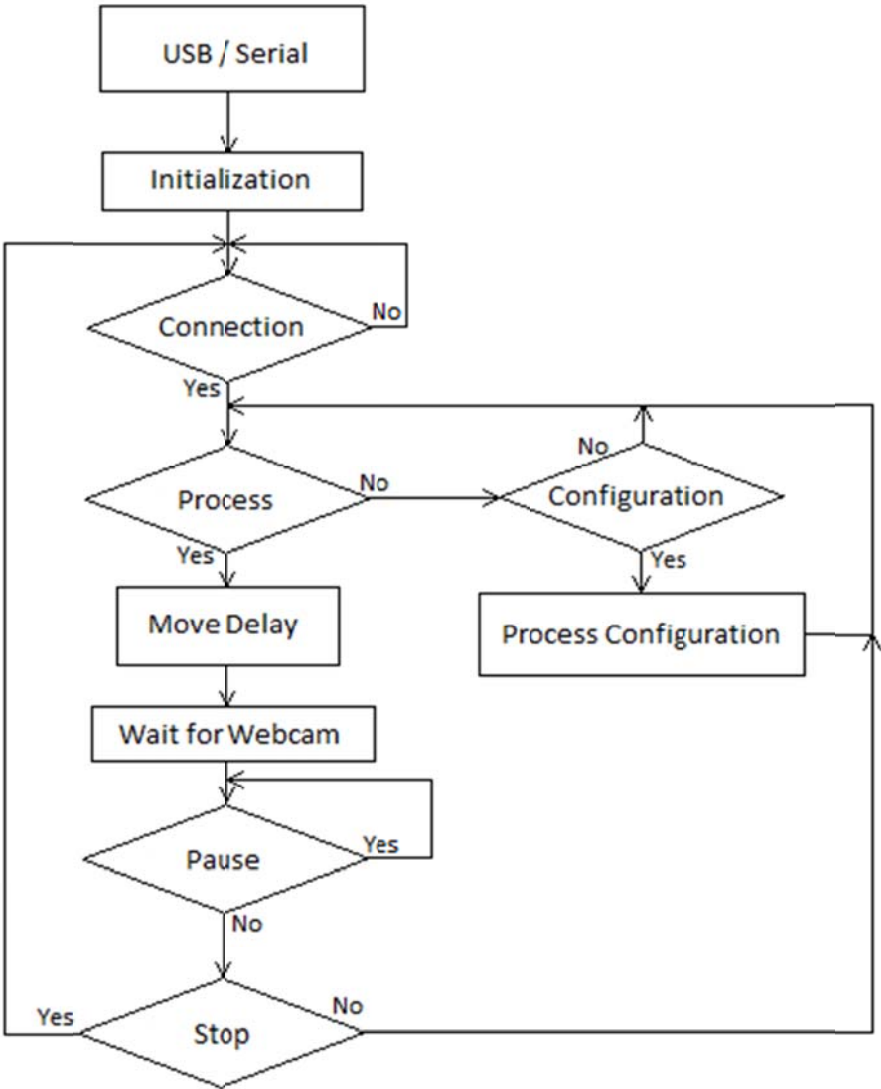 USB / Serial
Initialization
Connection
No
Yes
Process
No
Yes
No
Configuration
Yes
Move Delay
Process Configuration
Wait for Webcam
Pause
Yes
No
Yes
Stop
No